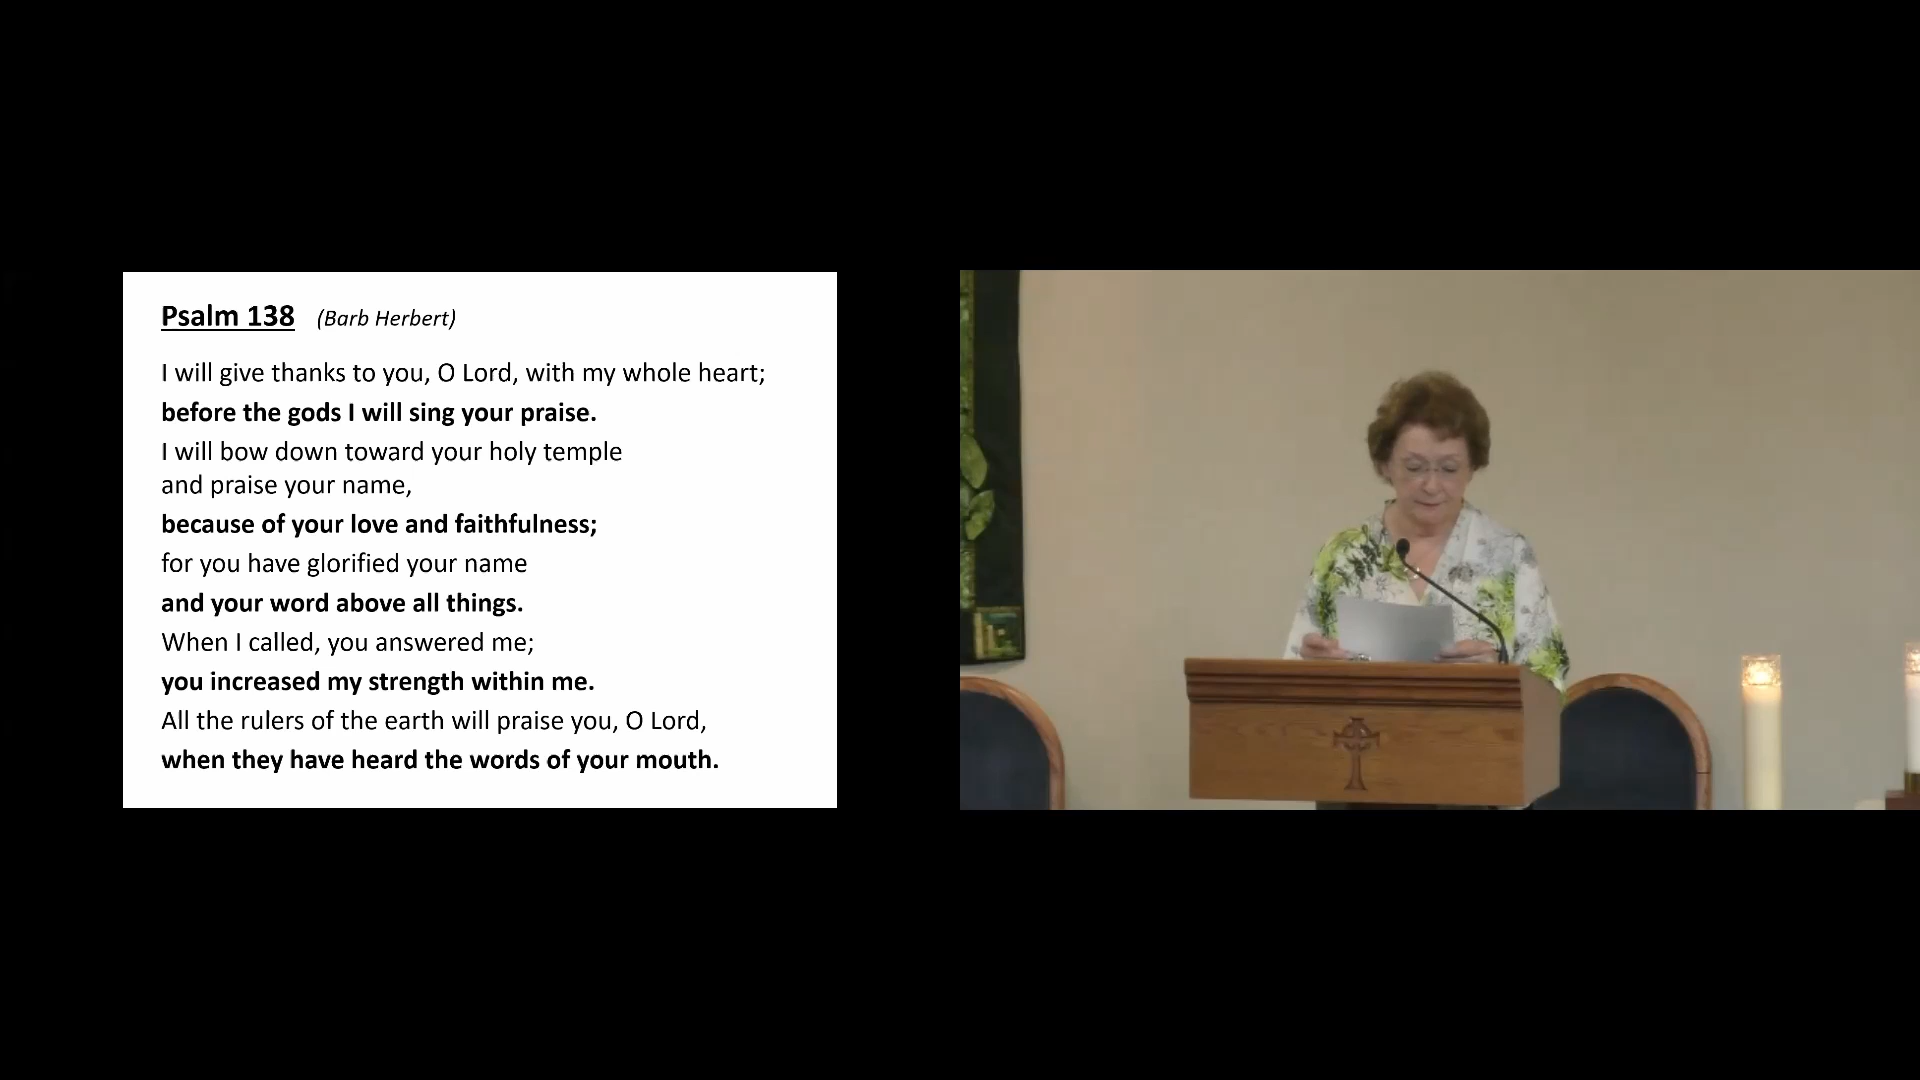 Psalm 138 (Barb Herbert)
I will give thanks to you, O Lord, with my whole heart;
before the gods I will sing your praise.
I will bow down toward your holy temple
and praise your name,
because of your love and faithfulness;
for you have glorified your name
and your word above all things.
When I called, you answered me;
you increased my strength within me.
All the rulers of the earth will praise you, O Lord,
when they have heard the words of your mouth.